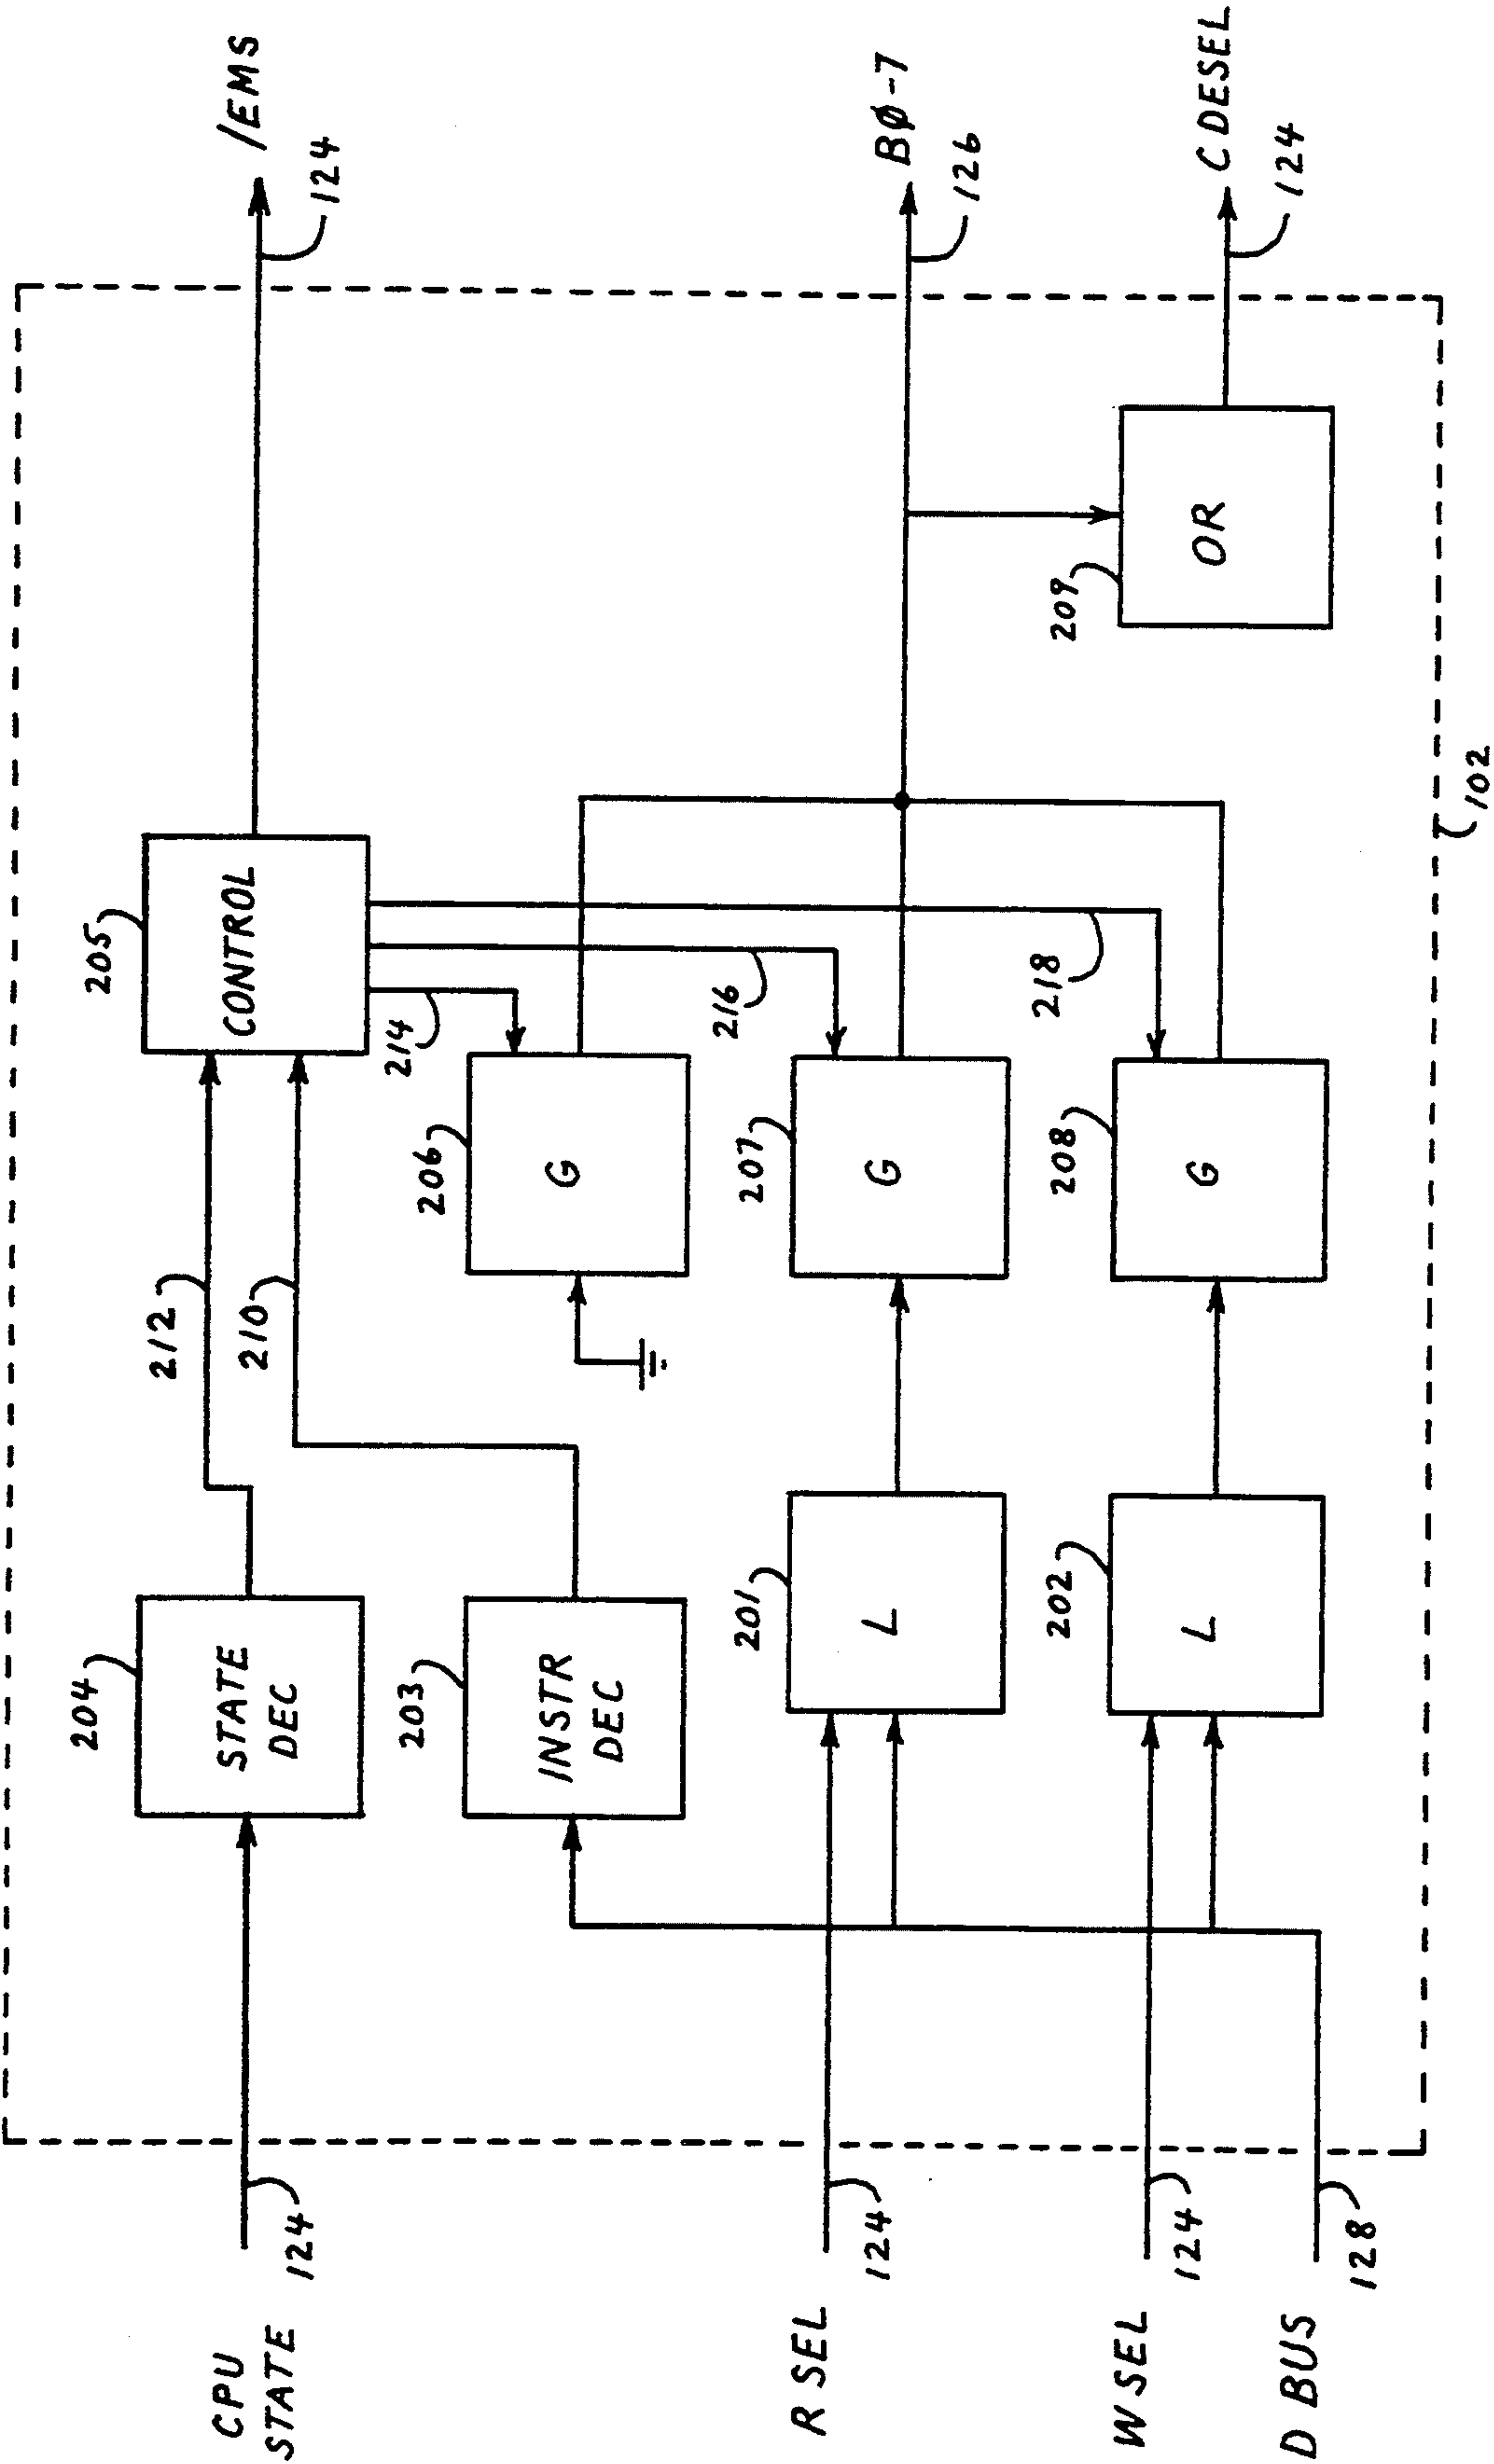 CPU
STATE
124
204
STATE
DEC
212
210
205
CONTROL
/EMS
124
203
INSTR
DEC
214
206
G
R SEL
124
201
L
207
G
216
BØ-7
126
W SEL
124
202
L
208
G
218
209
OR
CDESEL
124
D BUS
128
102